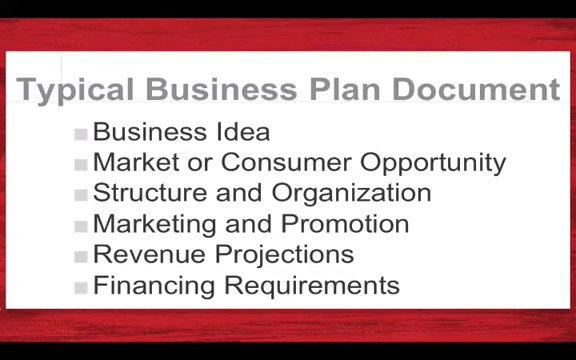 Typical Business Plan Document
Business Idea
Market or Consumer Opportunity
Structure and Organization
Marketing and Promotion
Revenue Projections
Financing Requirements